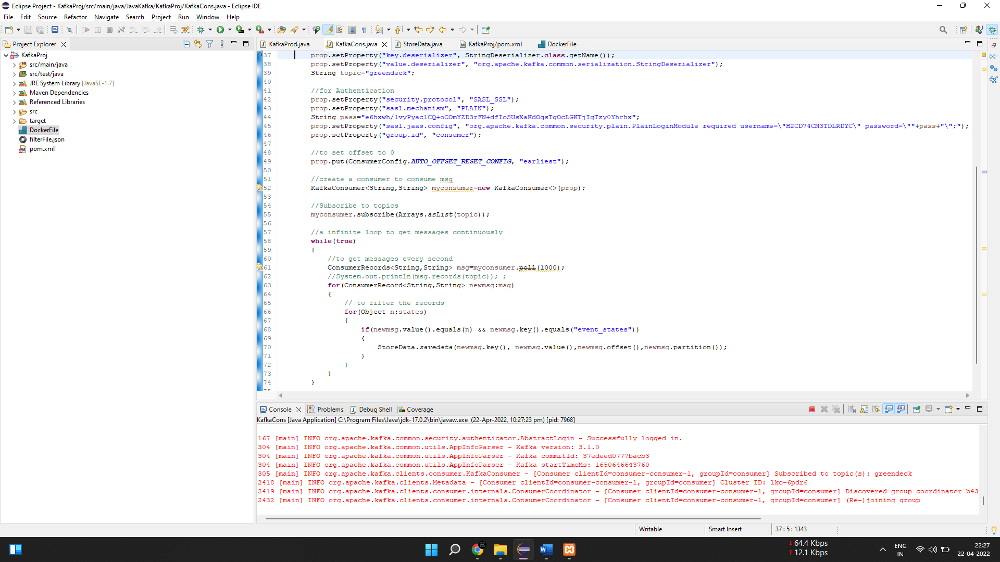 Eclipse Project - KafkaProj/src/main/java/JavaKafka/KafkaProj/KafkaCons.java - Eclipse IDE
File Edit Source Refactor Navigate Search Project Run Window Help
Project Explorer
KafkaProj
src/main/java
src/test/java
JRE System Library [JavaSE-1.7]
Maven Dependencies
Referenced Libraries
src
target
DockerFile
filterFile.json
pom.xml
KafkaProd.java KafkaCons.java StoreData.java KafkaProj/pom.xml DockerFile
37 prop.setProperty("key.deserializer", StringDeserializer.class.getName());
38 prop.setProperty("value.deserializer", "org.apache.kafka.common.serialization.StringDeserializer");
39 String topic="greendeck";
40
41 //for Authentication
42 prop.setProperty("security.protocol", "SASL_SSL");
43 prop.setProperty("sasl.mechanism", "PLAIN");
44 String pass="e6hxwh/lvyPyac1CQ+oCOmYZD3rFN+dfIoSUsXaKdOqsTgOcLGKTjIgTzy0Yhrhx";
45 prop.setProperty("sasl.jaas.config", "org.apache.kafka.common.security.plain.PlainLoginModule required username=\"H2CD74CM3TDLRDYC\" password=\""+pass+"\";");
46 prop.setProperty("group.id", "consumer");
47
48 //to set offset to 0
49 prop.put(ConsumerConfig.AUTO_OFFSET_RESET_CONFIG, "earliest");
50
51 //create a consumer to consume msg
52 KafkaConsumer<String,String> myconsumer=new KafkaConsumer<>(prop);
53
54 //Subscribe to topics
55 myconsumer.subscribe(Arrays.asList(topic));
56
57 //a infinite loop to get messages continuously
58 while(true)
59 {
60 //to get messages every second
61 ConsumerRecords<String,String> msg=myconsumer.poll(1000);
62 //System.out.println(msg.records(topic)); ;
63 for(ConsumerRecord<String,String> newmsg:msg)
64 {
65 // to filter the records
66 for(Object n:states)
67 {
68 if(newmsg.value().equals(n) && newmsg.key().equals("event_states"))
69 {
70 StoreData.savedata(newmsg.key(), newmsg.value(),newmsg.offset(),newmsg.partition());
71 }
72 }
73 }
74 }
Console Problems Debug Shell Coverage
KafkaCons [Java Application] C:\Program Files\Java\jdk-17.0.2\bin\javaw.exe (22-Apr-2022, 10:27:23 pm) [pid: 7968]
167 [main] INFO org.apache.kafka.common.security.authenticator.AbstractLogin - Successfully logged in.
304 [main] INFO org.apache.kafka.common.utils.AppInfoParser - Kafka version: 3.1.0
304 [main] INFO org.apache.kafka.common.utils.AppInfoParser - Kafka commitId: 37edeed0777bacb3
304 [main] INFO org.apache.kafka.common.utils.AppInfoParser - Kafka startTimeMs: 1650646643760
305 [main] INFO org.apache.kafka.clients.consumer.KafkaConsumer - [Consumer clientId=consumer-consumer-1, groupId=consumer] Subscribed to topic(s): greendeck
2418 [main] INFO org.apache.kafka.clients.Metadata - [Consumer clientId=consumer-consumer-1, groupId=consumer] Cluster ID: lkc-6pdr6
2419 [main] INFO org.apache.kafka.clients.consumer.internals.ConsumerCoordinator - [Consumer clientId=consumer-consumer-1, groupId=consumer] Discovered group coordinator b43
2432 [main] INFO org.apache.kafka.clients.consumer.internals.ConsumerCoordinator - [Consumer clientId=consumer-consumer-1, groupId=consumer] (Re-)joining group
Writable Smart Insert 37 : 5 : 1343
64.4 Kbps
12.1 Kbps
ENG
IN
22:27
22-04-2022